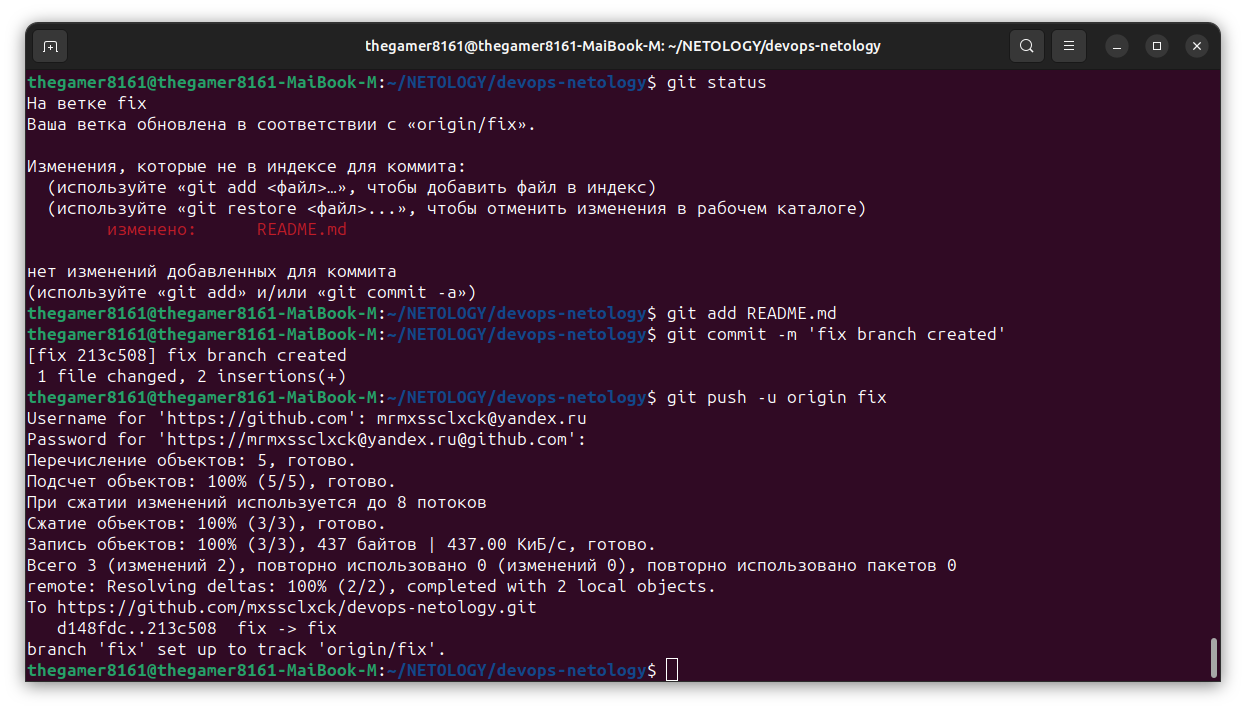 thegamer8161@thegamer8161-MaiBook-M: ~/NETOLOGY/devops-netology
thegamer8161@thegamer8161-MaiBook-M:~/NETOLOGY/devops-netology$ git status
На ветке fix
Ваша ветка обновлена в соответствии с «origin/fix».
Изменения, которые не в индексе для коммита:
  (используйте «git add <файл>…», чтобы добавить файл в индекс)
  (используйте «git restore <файл>...», чтобы отменить изменения в рабочем каталоге)
        изменено:      README.md
нет изменений добавленных для коммита
(используйте «git add» и/или «git commit -a»)
thegamer8161@thegamer8161-MaiBook-M:~/NETOLOGY/devops-netology$ git add README.md
thegamer8161@thegamer8161-MaiBook-M:~/NETOLOGY/devops-netology$ git commit -m 'fix branch created'
[fix 213c508] fix branch created
 1 file changed, 2 insertions(+)
thegamer8161@thegamer8161-MaiBook-M:~/NETOLOGY/devops-netology$ git push -u origin fix
Username for 'https://github.com': mrmxssclxck@yandex.ru
Password for 'https://mrmxssclxck@yandex.ru@github.com':
Перечисление объектов: 5, готово.
Подсчет объектов: 100% (5/5), готово.
При сжатии изменений используется до 8 потоков
Сжатие объектов: 100% (3/3), готово.
Запись объектов: 100% (3/3), 437 байтов | 437.00 КиБ/с, готово.
Всего 3 (изменений 2), повторно использовано 0 (изменений 0), повторно использовано пакетов 0
remote: Resolving deltas: 100% (2/2), completed with 2 local objects.
To https://github.com/mxssclxck/devops-netology.git
   d148fdc..213c508  fix -> fix
branch 'fix' set up to track 'origin/fix'.
thegamer8161@thegamer8161-MaiBook-M:~/NETOLOGY/devops-netology$